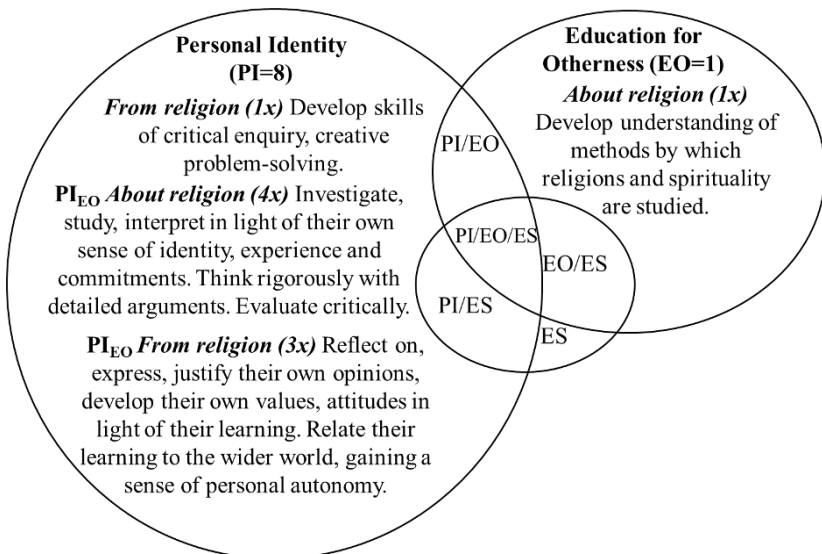 Personal Identity
(PI=8)
From religion (1x) Develop skills
of critical enquiry, creative
problem-solving.
PIEO About religion (4x) Investigate,
study, interpret in light of their own
sense of identity, experience and
commitments. Think rigorously with
detailed arguments. Evaluate critically.
PIEO From religion (3x) Reflect on,
express, justify their own opinions,
develop their own values, attitudes in
light of their learning. Relate their
learning to the wider world, gaining a
sense of personal autonomy.
Education for
Otherness (EO=1)
About religion (1x)
Develop understanding of
methods by which
religions and spirituality
are studied.
PI/EO
PI/EO/ES
EO/ES
PI/ES
ES